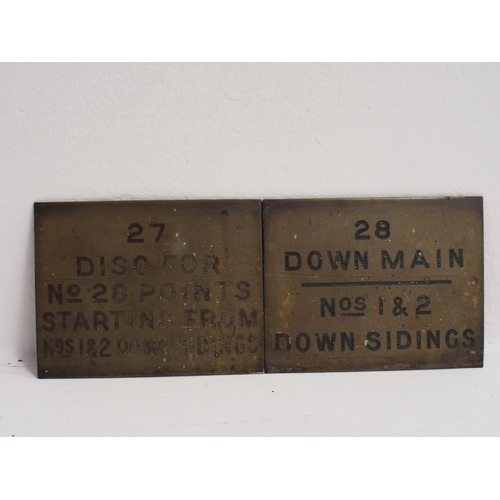 27
DISC FOR
No 28 POINTS
STARTING FROM
Nos 1 & 2 DOWN SIDINGS
28
DOWN MAIN
Nos 1 & 2
DOWN SIDINGS